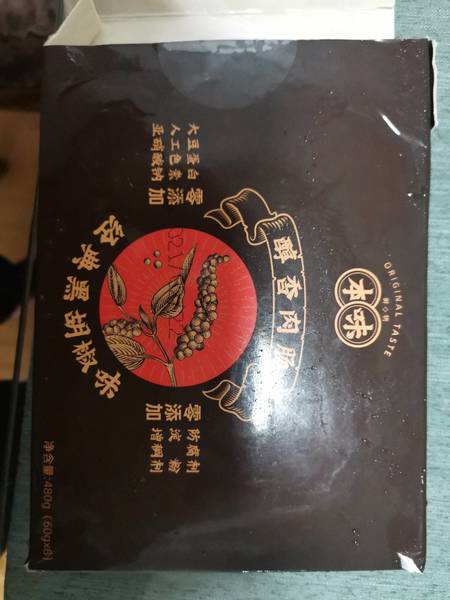 ORIGINAL TASTE
本味
醇香肉肠
大豆蛋白
人工色素
亚硝酸钠
零添加
零添加
防腐剂
淀粉
增稠剂
经典黑胡椒味
净含量:480g（60g×8）